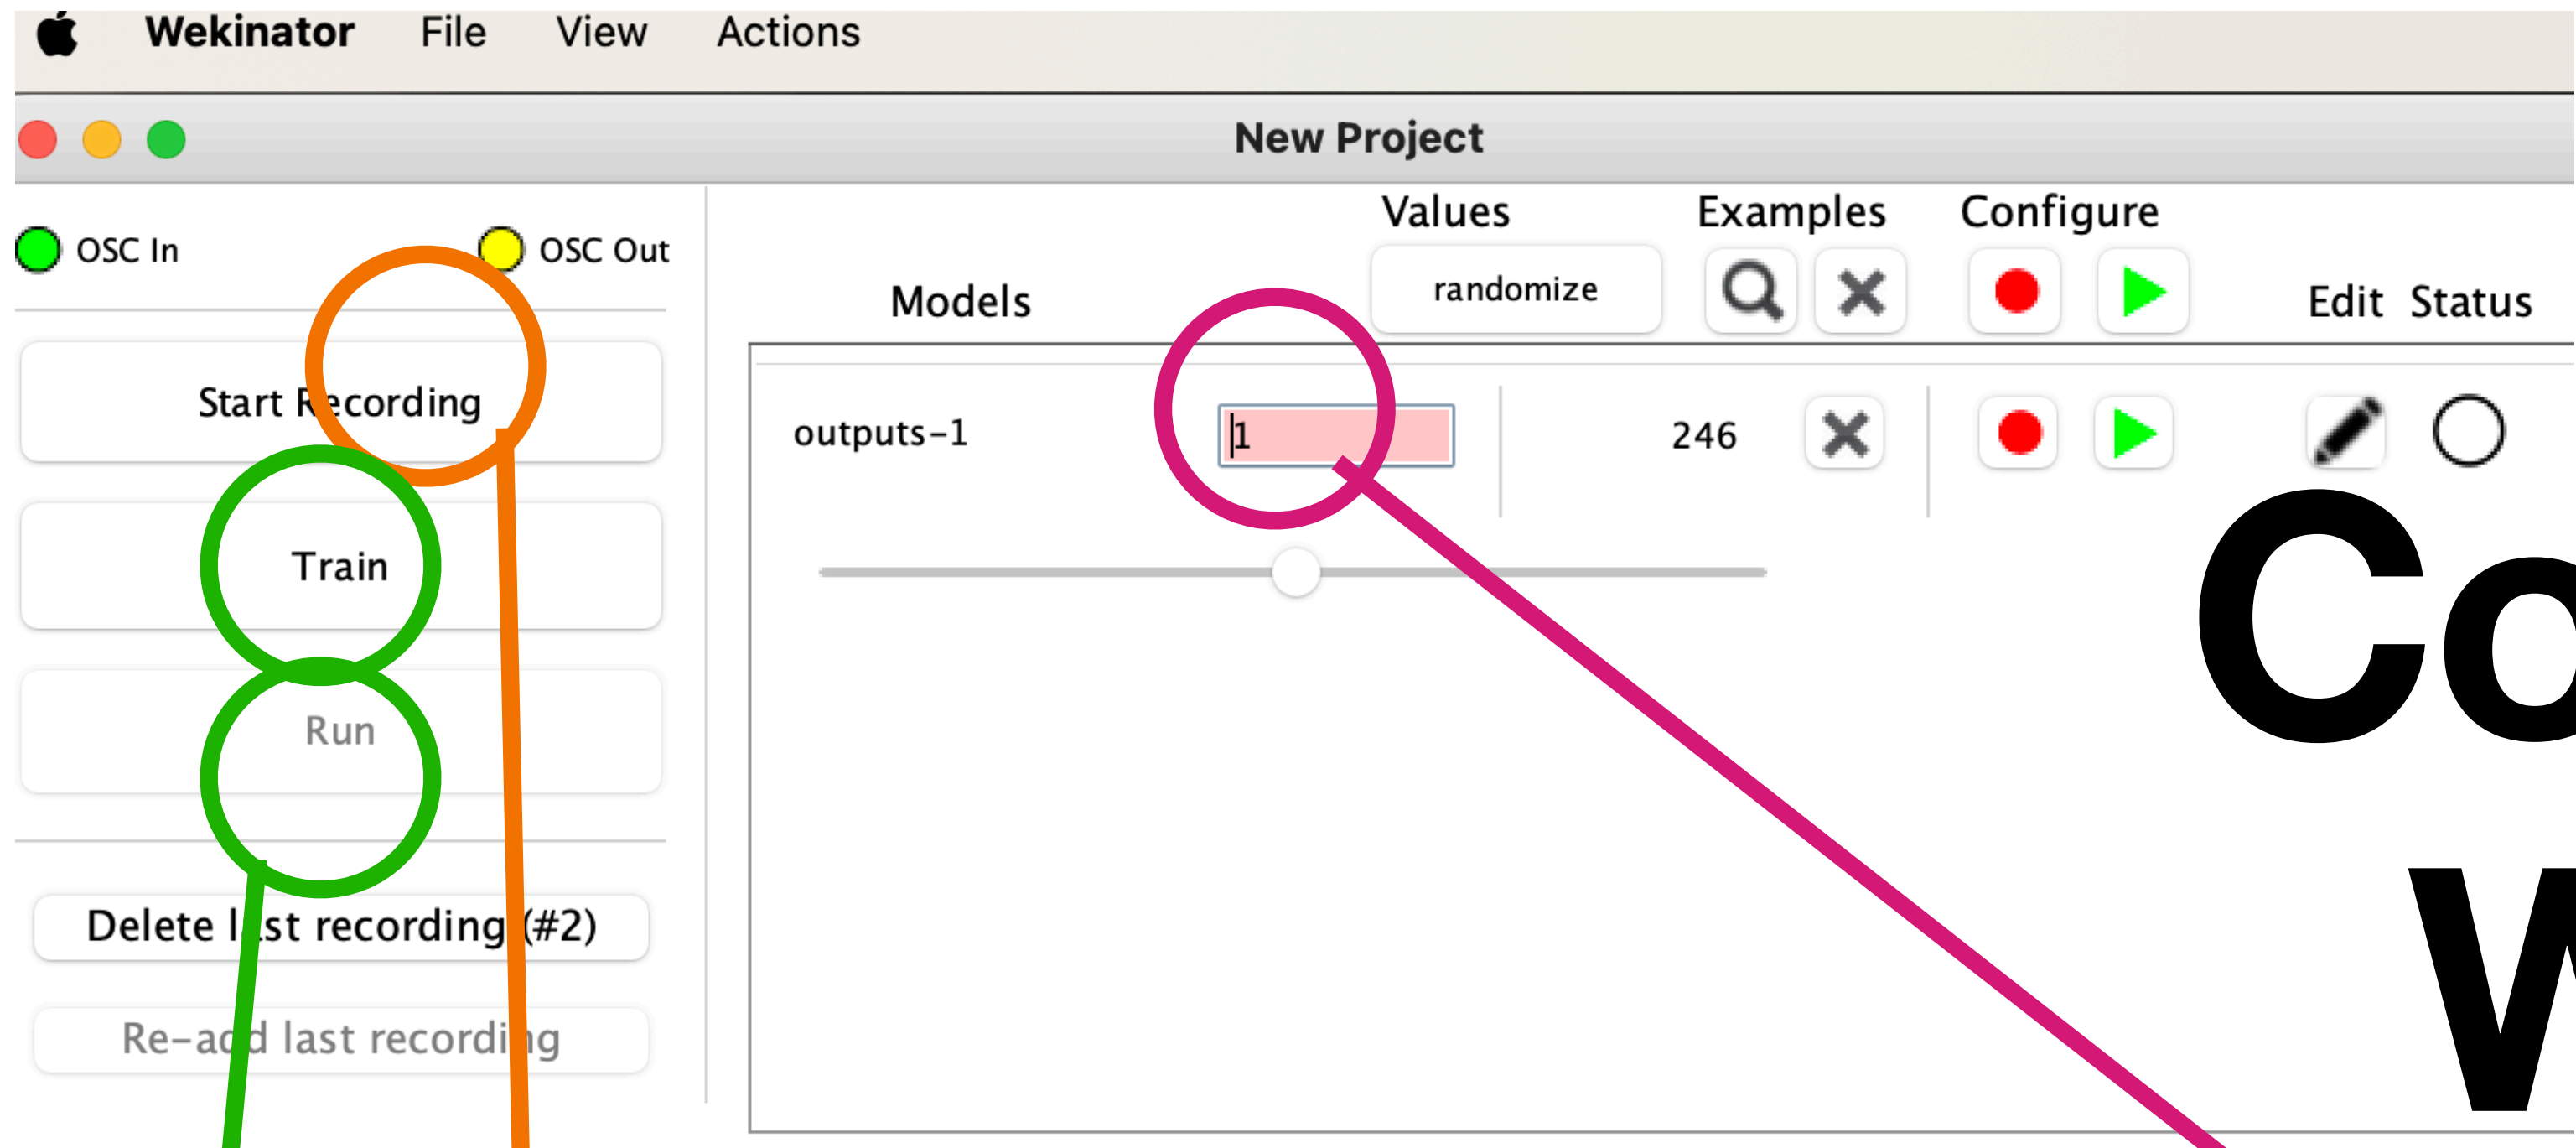 Wekinator File View Actions
New Project
OSC In OSC Out
Values Examples Configure
Models randomize Edit Status
Start Recording
outputs-1 1 246
Train
Run
Co
W
Delete last recording (#2)
Re-add last recording